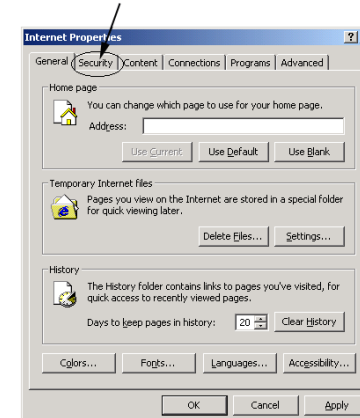 Internet Properties
?
General Security Content Connections Programs Advanced
Home page
You can change which page to use for your home page.
Address:
Use Current Use Default Use Blank
Temporary Internet files
Pages you view on the Internet are stored in a special folder
for quick viewing later.
Delete Files... Settings...
History
The History folder contains links to pages you've visited, for
quick access to recently viewed pages.
Days to keep pages in history: 20 Clear History
Colors... Fonts... Languages... Accessibility...
OK Cancel Apply